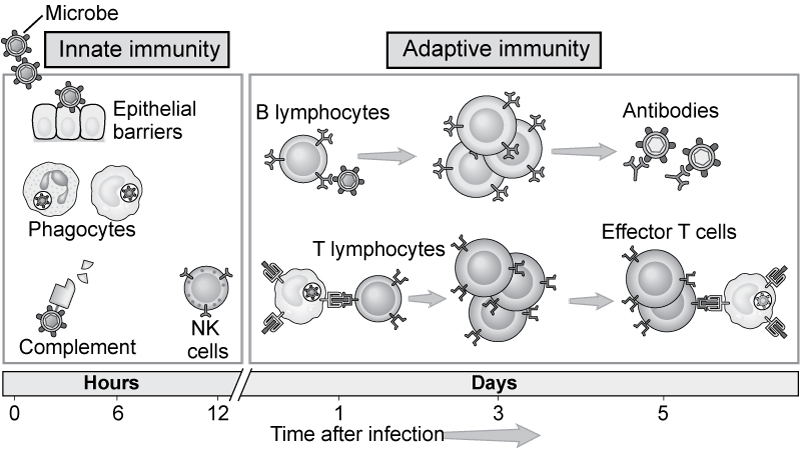 Microbe
Innate immunity
Adaptive immunity
Epithelial
barriers
Phagocytes
Complement
NK
cells
B lymphocytes
Antibodies
T lymphocytes
Effector T cells
Hours
Days
0
6
12
1
3
5
Time after infection